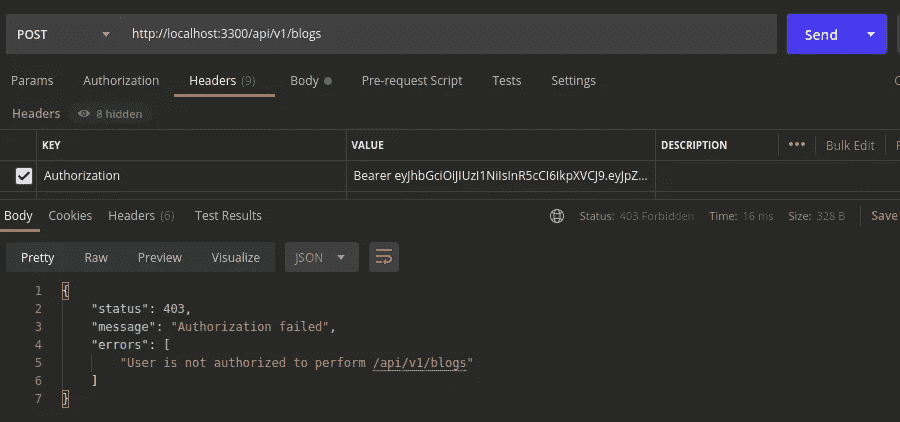 POST http://localhost:3300/api/v1/blogs Send
Params Authorization Headers (9) Body Pre-request Script Tests Settings
Headers 8 hidden
KEY VALUE DESCRIPTION ••• Bulk Edit
Authorization Bearer eyJhbGciOiJIUzI1NiIsInR5cCI6IkpXVCJ9.eyJpZ...
Body Cookies Headers (6) Test Results Status: 403 Forbidden Time: 16 ms Size: 328 B Save
Pretty Raw Preview Visualize JSON
1 {
2 "status": 403,
3 "message": "Authorization failed",
4 "errors": [
5 "User is not authorized to perform /api/v1/blogs"
6 ]
7 }